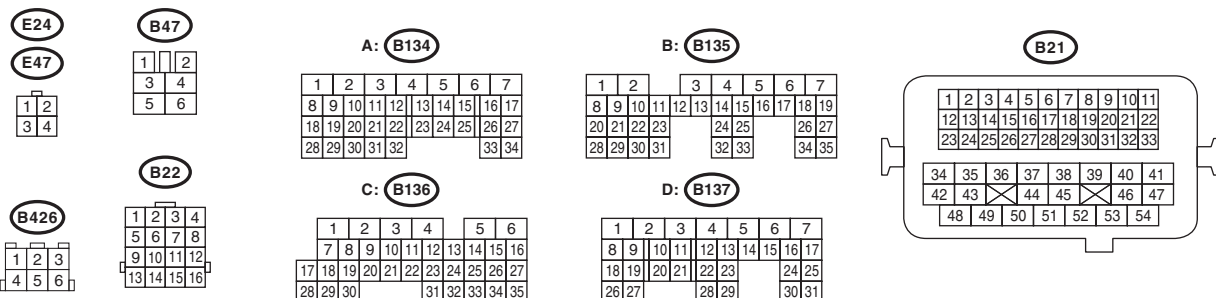 E24
E47
1 2
3 4
B47
1 2
3 4
5 6
B426
1 2 3
4 5 6
B22
1 2 3 4
5 6 7 8
9 10 11 12
13 14 15 16
A: B134
1 2 3 4 5 6 7
8 9 10 11 12 13 14 15 16 17
18 19 20 21 22 23 24 25 26 27
28 29 30 31 32 33 34
B: B135
1 2 3 4 5 6 7
8 9 10 11 12 13 14 15 16 17 18 19
20 21 22 23 24 25 26 27
28 29 30 31 32 33 34 35
C: B136
1 2 3 4 5 6
7 8 9 10 11 12 13 14 15 16
17 18 19 20 21 22 23 24 25 26 27
28 29 30 31 32 33 34 35
D: B137
1 2 3 4 5 6 7
8 9 10 11 12 13 14 15 16 17
18 19 20 21 22 23 24 25
26 27 28 29 30 31
B21
1 2 3 4 5 6 7 8 9 10 11
12 13 14 15 16 17 18 19 20 21 22
23 24 25 26 27 28 29 30 31 32 33
34 35 36 37 38 39 40 41
42 43 44 45 46 47
48 49 50 51 52 53 54